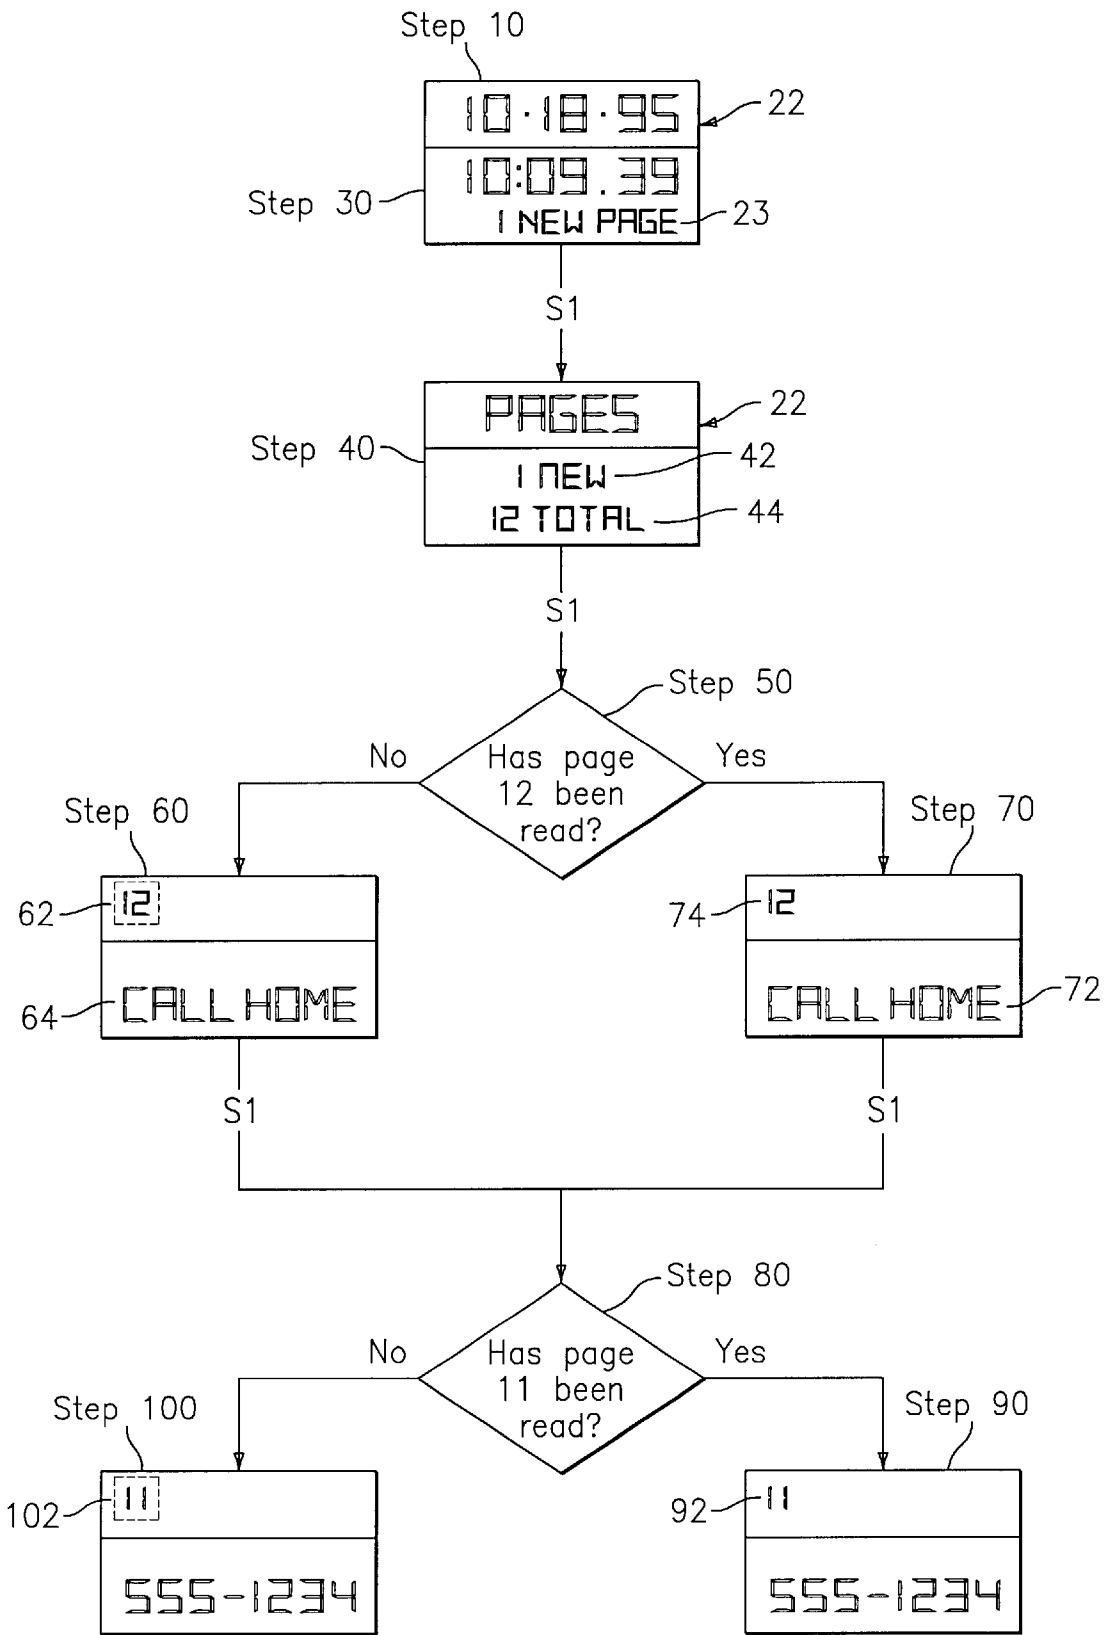 Step 10
10·18·95
22
10:09.39
Step 30
1 NEW PAGE
23
S1
PAGES
22
Step 40
1 NEW
42
12 TOTAL
44
S1
Step 50
No
Has page
12 been
read?
Yes
Step 60
Step 70
62
12
74
12
64
CALL HOME
CALL HOME
72
S1
S1
Step 80
No
Has page
11 been
read?
Yes
Step 100
Step 90
102
11
92
11
555-1234
555-1234